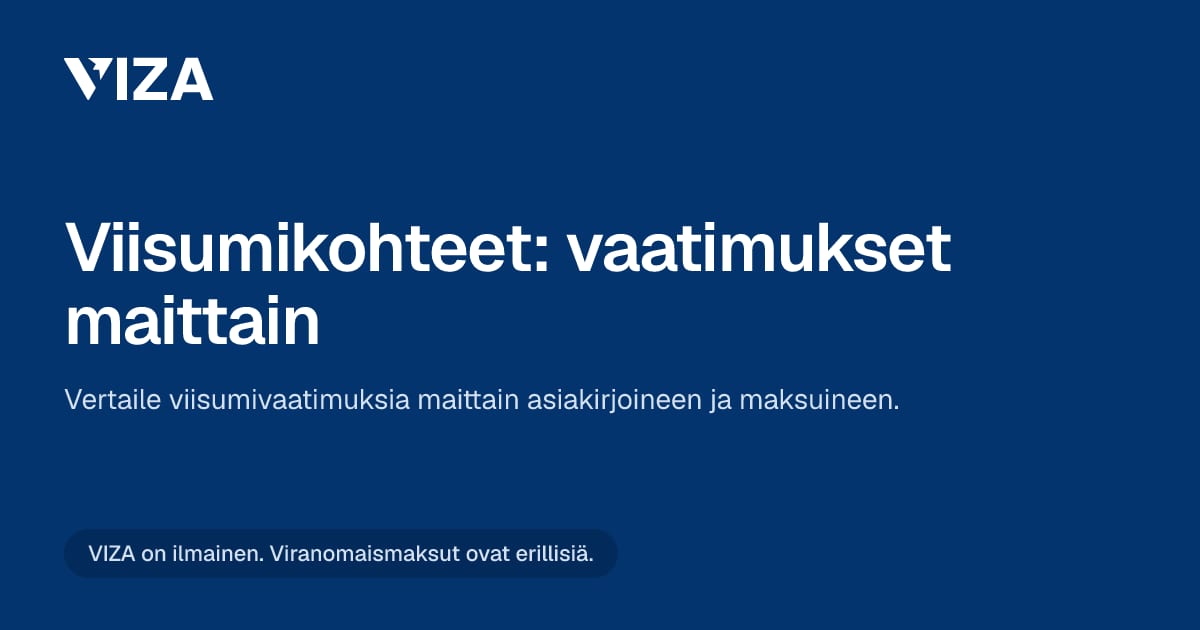 VIZA
Viisumikohteet: vaatimukset
maittain
Vertaile viisumivaatimuksia maittain asiakirjoineen ja maksuineen.
VIZA on ilmainen. Viranomaismaksut ovat erillisiä.